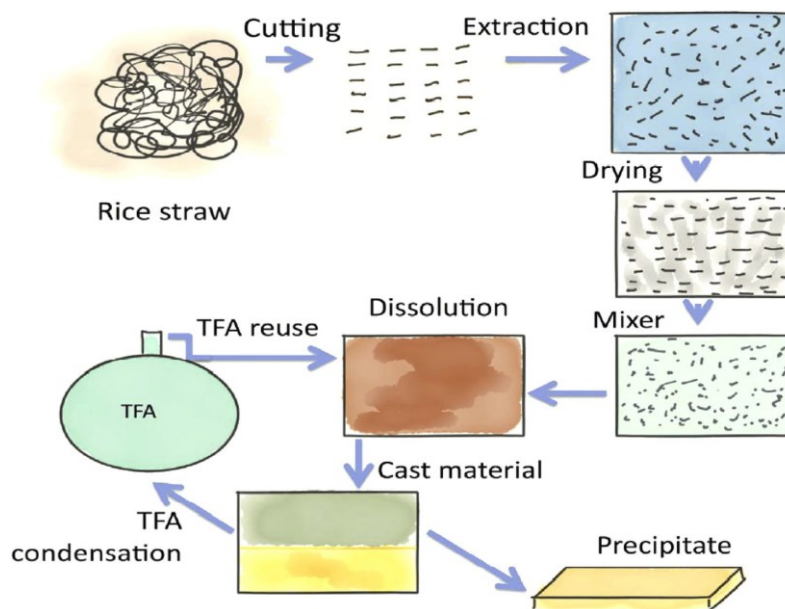 Cutting
Extraction
Rice straw
Drying
Mixer
Dissolution
TFA reuse
TFA
Cast material
TFA
condensation
Precipitate